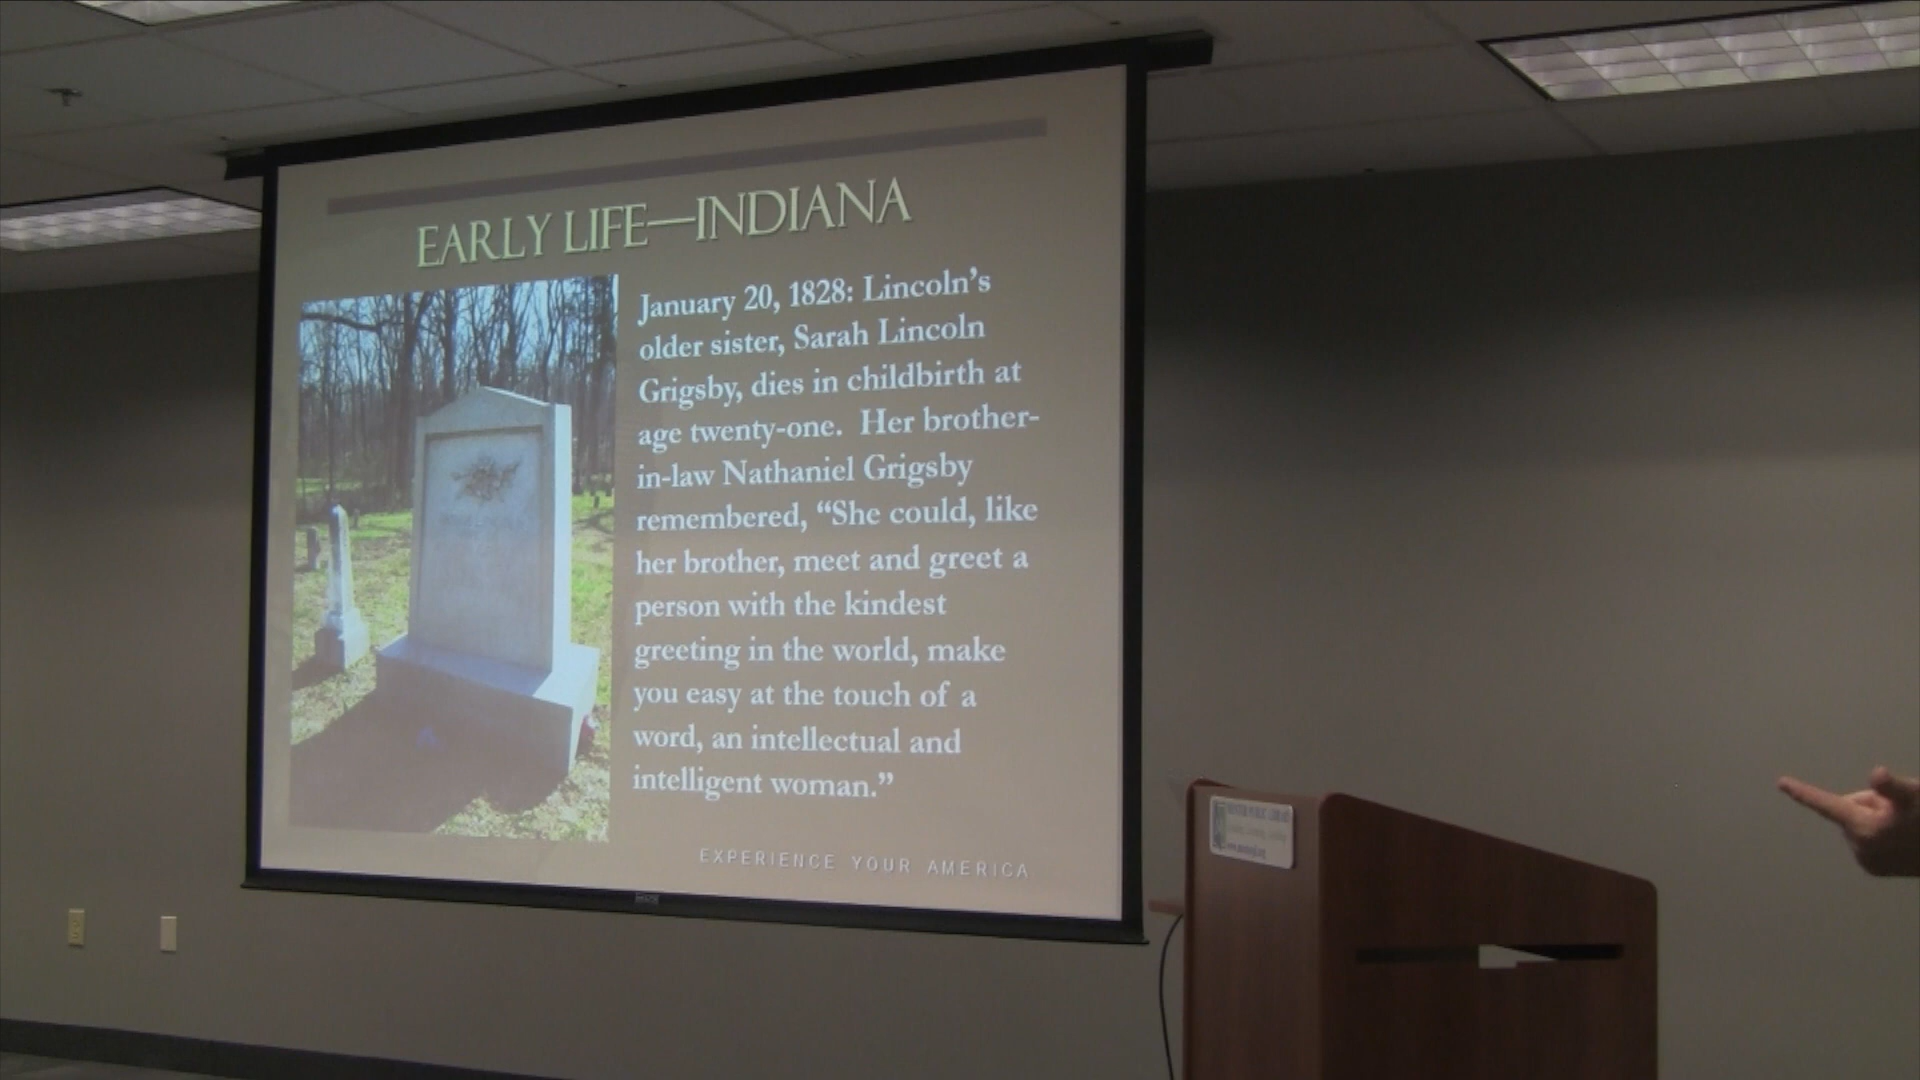 EARLY LIFE—INDIANA
January 20, 1828: Lincoln's
older sister, Sarah Lincoln
Grigsby, dies in childbirth at
age twenty-one. Her brother-
in-law Nathaniel Grigsby
remembered, “She could, like
her brother, meet and greet a
person with the kindest
greeting in the world, make
you easy at the touch of a
word, an intellectual and
intelligent woman.”
EXPERIENCE YOUR AMERICA